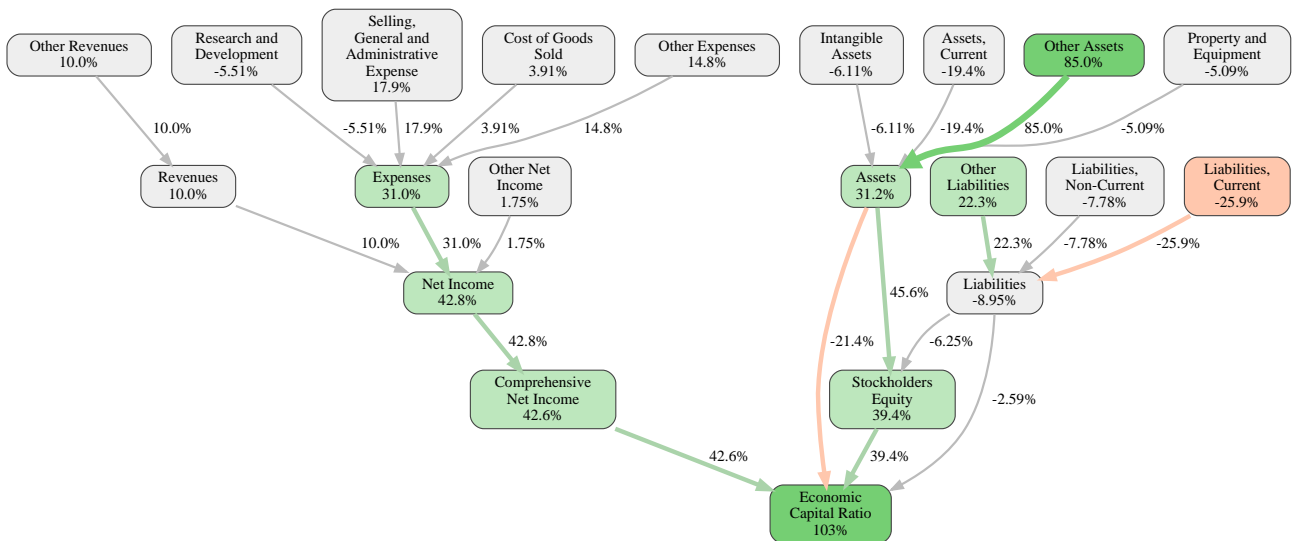 Other Revenues
10.0%
Research and
Development
-5.51%
Selling,
General and
Administrative
Expense
17.9%
Cost of Goods
Sold
3.91%
Other Expenses
14.8%
Intangible
Assets
-6.11%
Assets,
Current
-19.4%
Other Assets
85.0%
Property and
Equipment
-5.09%
10.0%
-5.51%
17.9%
3.91%
14.8%
-6.11%
-19.4%
85.0%
-5.09%
Revenues
10.0%
Expenses
31.0%
Other Net
Income
1.75%
Assets
31.2%
Other
Liabilities
22.3%
Liabilities,
Non-Current
-7.78%
Liabilities,
Current
-25.9%
10.0%
31.0%
1.75%
22.3%
-7.78%
-25.9%
Net Income
42.8%
45.6%
Liabilities
-8.95%
42.8%
-21.4%
-6.25%
Comprehensive
Net Income
42.6%
Stockholders
Equity
39.4%
-2.59%
42.6%
39.4%
Economic
Capital Ratio
103%